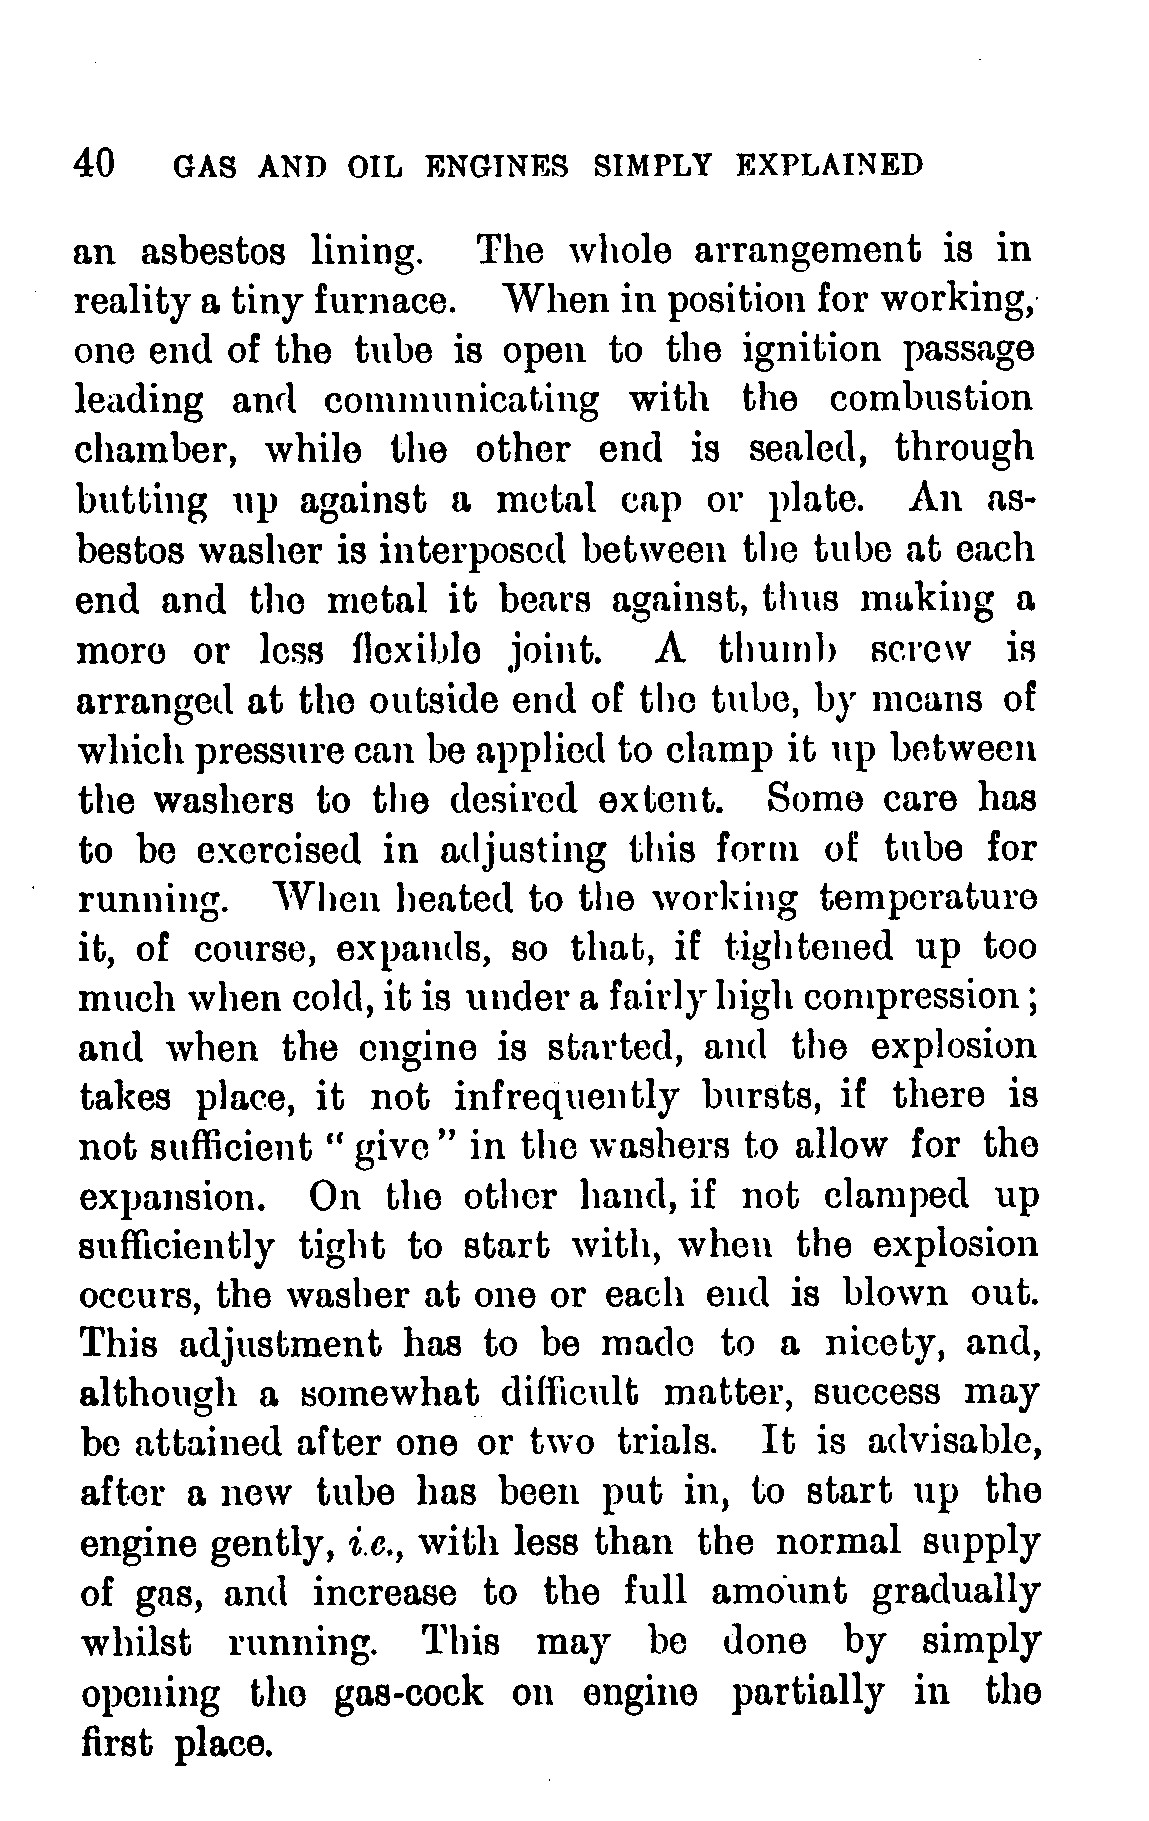 40 GAS AND OIL ENGINES SIMPLY EXPLAINED
an asbestos lining. The whole arrangement is in
reality a tiny furnace. When in position for working,
one end of the tube is open to the ignition passage
leading and communicating with the combustion
chamber, while the other end is sealed, through
butting up against a metal cap or plate. An as-
bestos washer is interposed between the tube at each
end and the metal it bears against, thus making a
more or less flexible joint. A thumb screw is
arranged at the outside end of the tube, by means of
which pressure can be applied to clamp it up between
the washers to the desired extent. Some care has
to be exercised in adjusting this form of tube for
running. When heated to the working temperature
it, of course, expands, so that, if tightened up too
much when cold, it is under a fairly high compression;
and when the engine is started, and the explosion
takes place, it not infrequently bursts, if there is
not sufficient "give" in the washers to allow for the
expansion. On the other hand, if not clamped up
sufficiently tight to start with, when the explosion
occurs, the washer at one or each end is blown out.
This adjustment has to be made to a nicety, and,
although a somewhat difficult matter, success may
be attained after one or two trials. It is advisable,
after a new tube has been put in, to start up the
engine gently, i.e., with less than the normal supply
of gas, and increase to the full amount gradually
whilst running. This may be done by simply
opening the gas-cock on engine partially in the
first place.